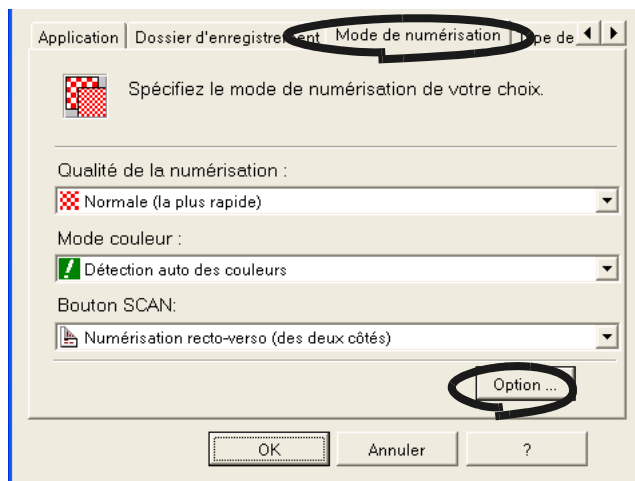 Application Dossier d'enregistrement Mode de numérisation de
Spécifiez le mode de numérisation de votre choix.
Qualité de la numérisation :
Normale (la plus rapide)
Mode couleur :
Détection auto des couleurs
Bouton SCAN:
Numérisation recto-verso (des deux côtés)
Option ...
OK Annuler ?